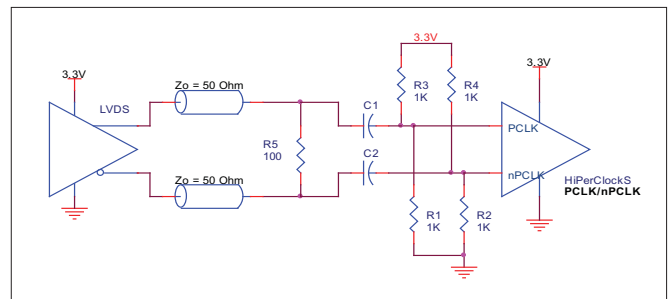 3.3V
3.3V
LVDS
Zo = 50 Ohm
Zo = 50 Ohm
R5
100
C1
C2
3.3V
R3
1K
R4
1K
R1
1K
R2
1K
PCLK
nPCLK
HiPerClockS
PCLK/nPCLK